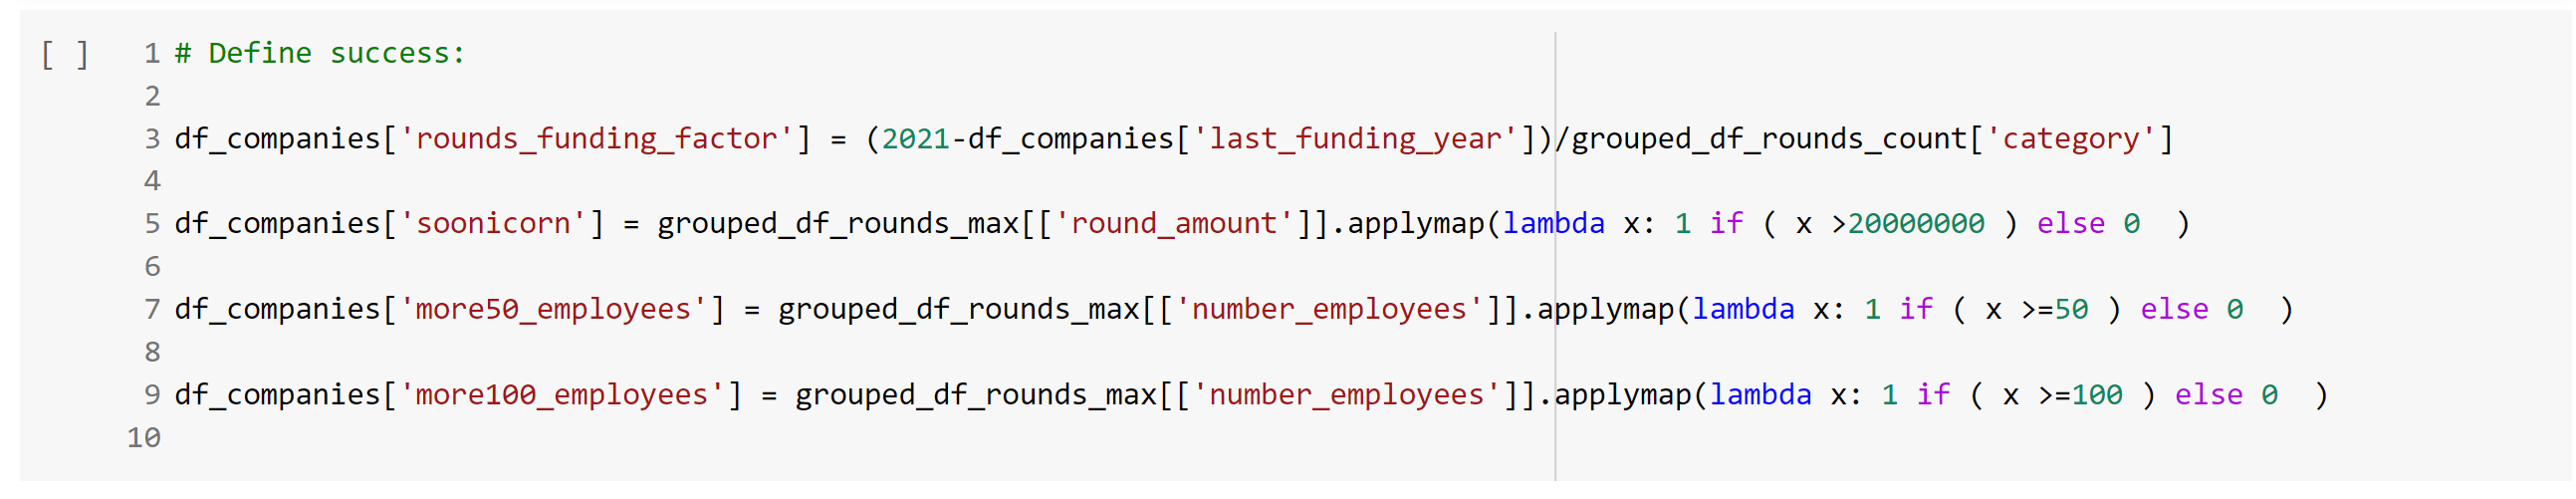 [ ] 1 # Define success:
2
3 df_companies['rounds_funding_factor'] = (2021-df_companies['last_funding_year'])/grouped_df_rounds_count['category']
4
5 df_companies['soonicorn'] = grouped_df_rounds_max[['round_amount']].applymap(lambda x: 1 if ( x >20000000 ) else 0  )
6
7 df_companies['more50_employees'] = grouped_df_rounds_max[['number_employees']].applymap(lambda x: 1 if ( x >=50 ) else 0  )
8
9 df_companies['more100_employees'] = grouped_df_rounds_max[['number_employees']].applymap(lambda x: 1 if ( x >=100 ) else 0  )
10